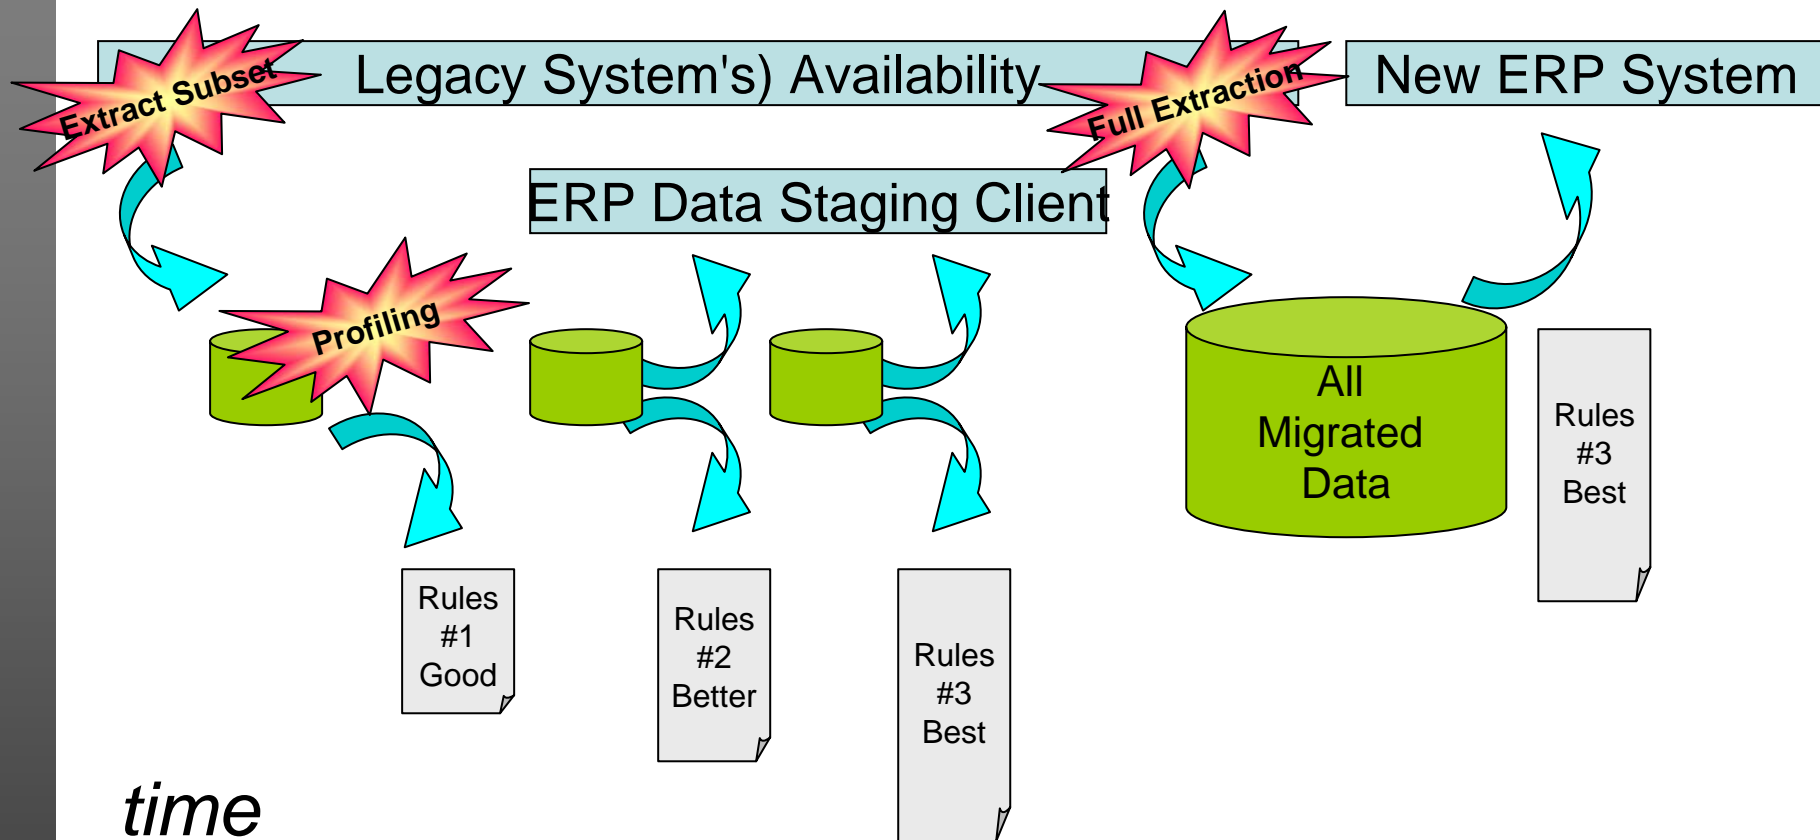 Extract Subset
Legacy System's) Availability
Full Extraction
New ERP System
ERP Data Staging Client
Profiling
All
Migrated
Data
Rules
#3
Best
Rules
#1
Good
Rules
#2
Better
Rules
#3
Best
time